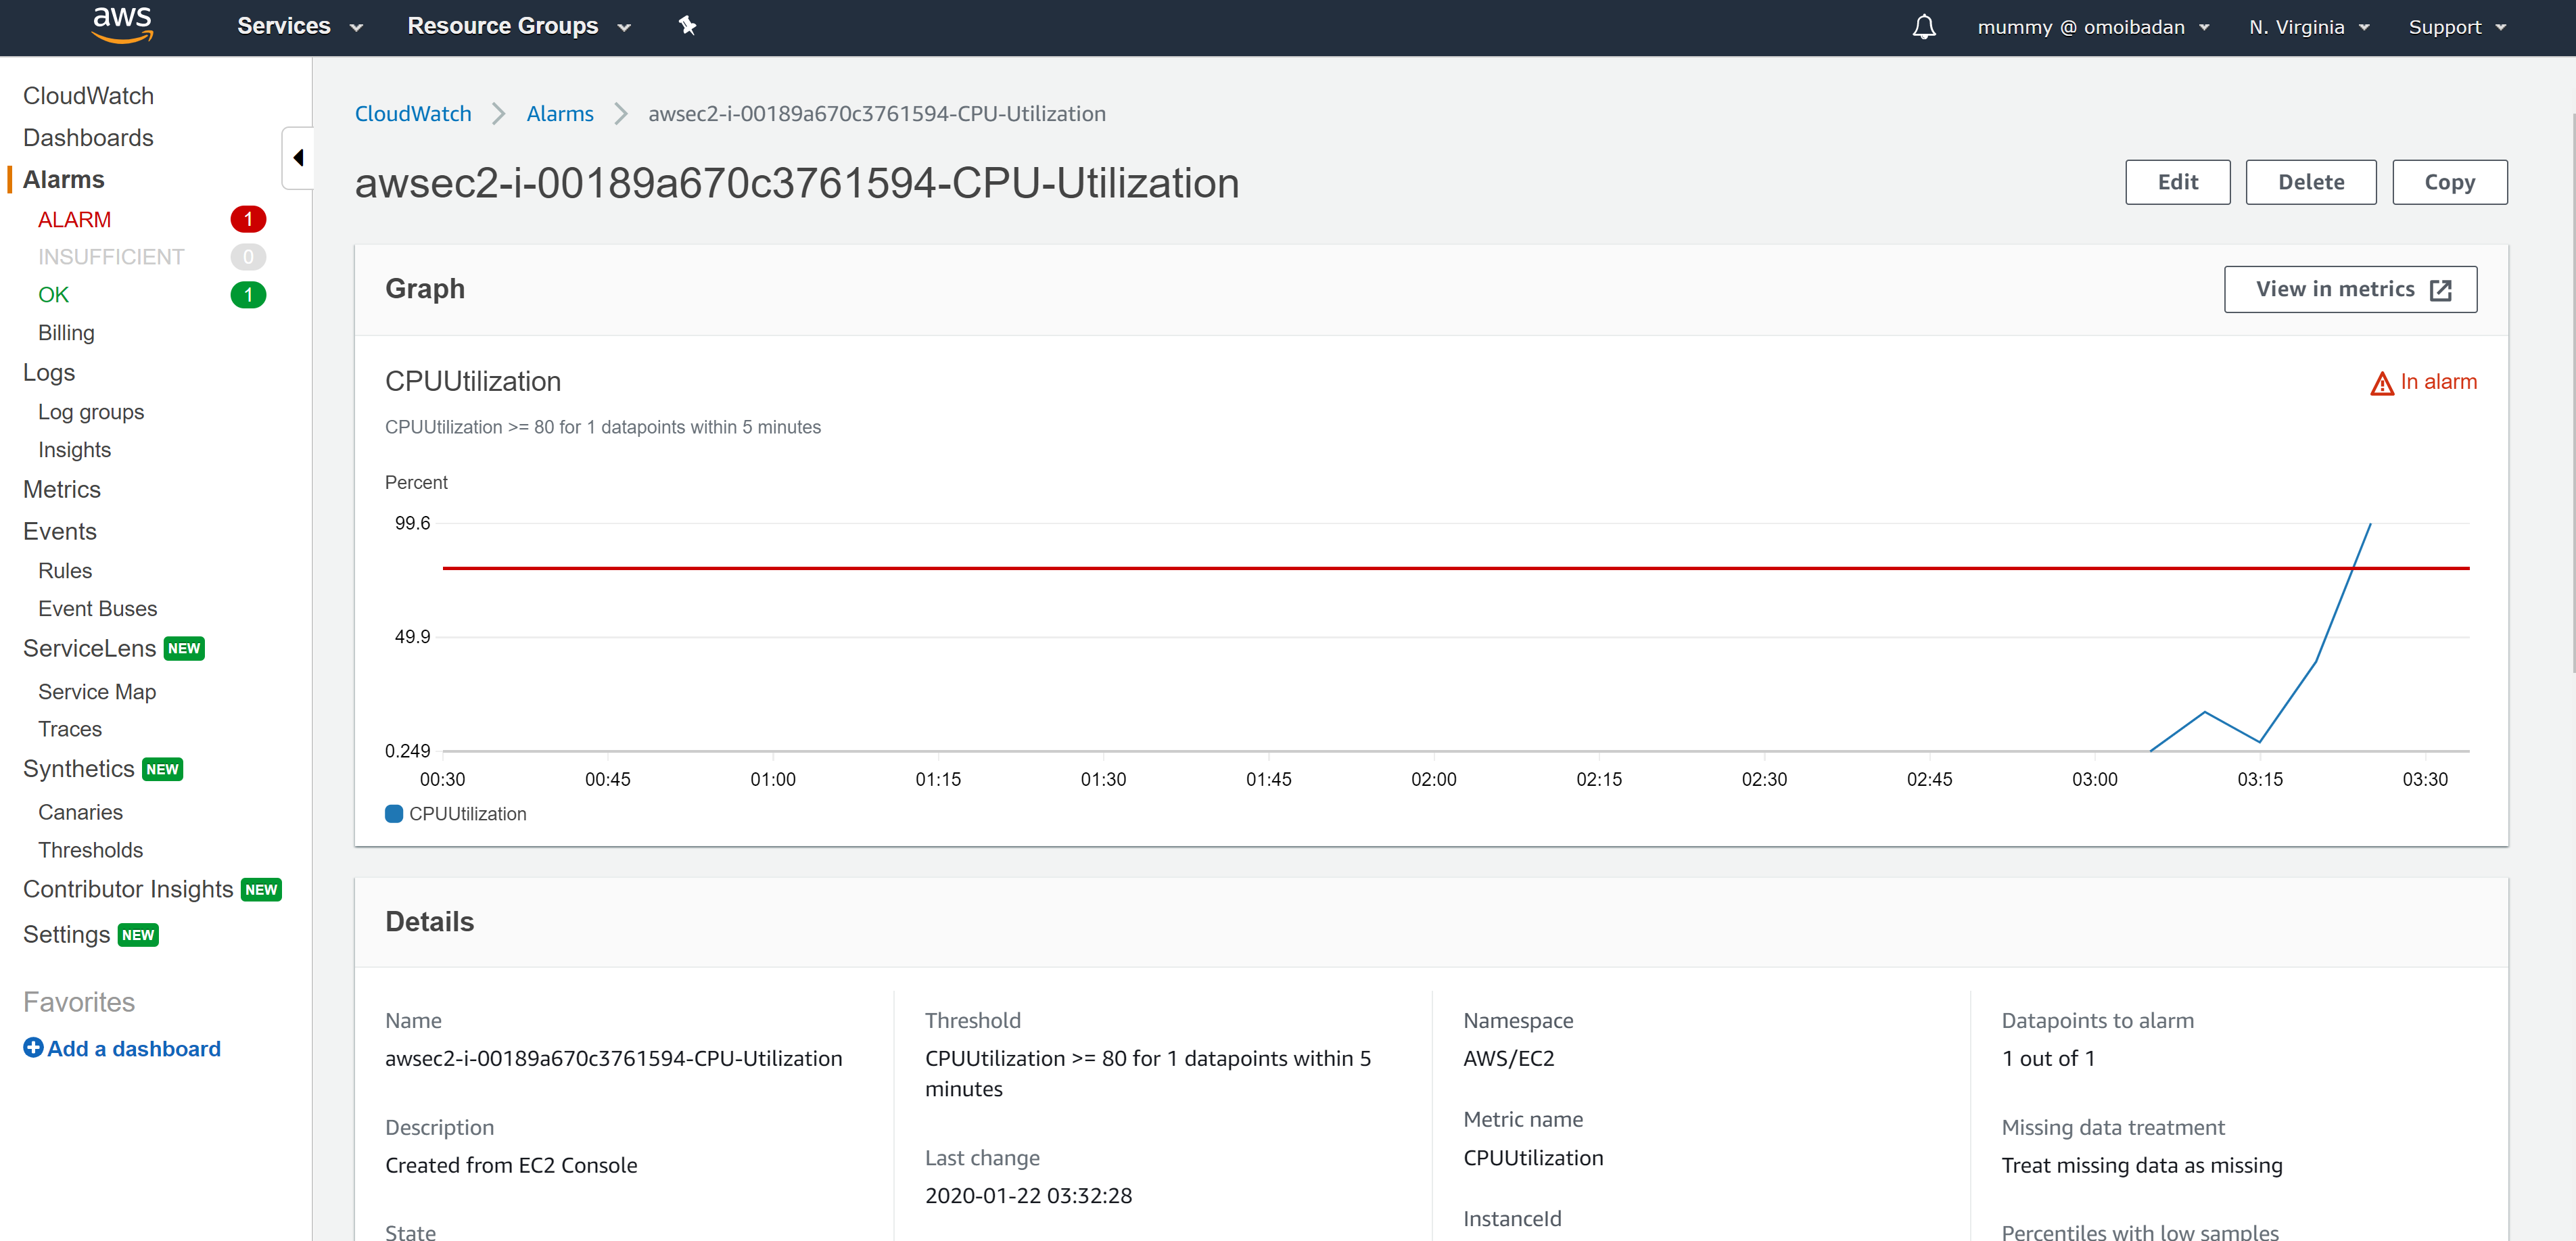 aws
Services
Resource Groups
mummy @ omoibadan
N. Virginia
Support
CloudWatch
Dashboards
Alarms
ALARM 1
INSUFFICIENT 0
OK 1
Billing
Logs
Log groups
Insights
Metrics
Events
Rules
Event Buses
ServiceLens NEW
Service Map
Traces
Synthetics NEW
Canaries
Thresholds
Contributor Insights NEW
Settings NEW
Favorites
Add a dashboard
CloudWatch
Alarms
awsec2-i-00189a670c3761594-CPU-Utilization
awsec2-i-00189a670c3761594-CPU-Utilization
Edit
Delete
Copy
Graph
View in metrics
CPUUtilization
In alarm
CPUUtilization >= 80 for 1 datapoints within 5 minutes
Percent
99.6
49.9
0.249
00:30 00:45 01:00 01:15 01:30 01:45 02:00 02:15 02:30 02:45 03:00 03:15 03:30
CPUUtilization
Details
Name
awsec2-i-00189a670c3761594-CPU-Utilization
Description
Created from EC2 Console
State
Threshold
CPUUtilization >= 80 for 1 datapoints within 5
minutes
Last change
2020-01-22 03:32:28
Namespace
AWS/EC2
Metric name
CPUUtilization
InstanceId
Datapoints to alarm
1 out of 1
Missing data treatment
Treat missing data as missing
Percentiles with low samples